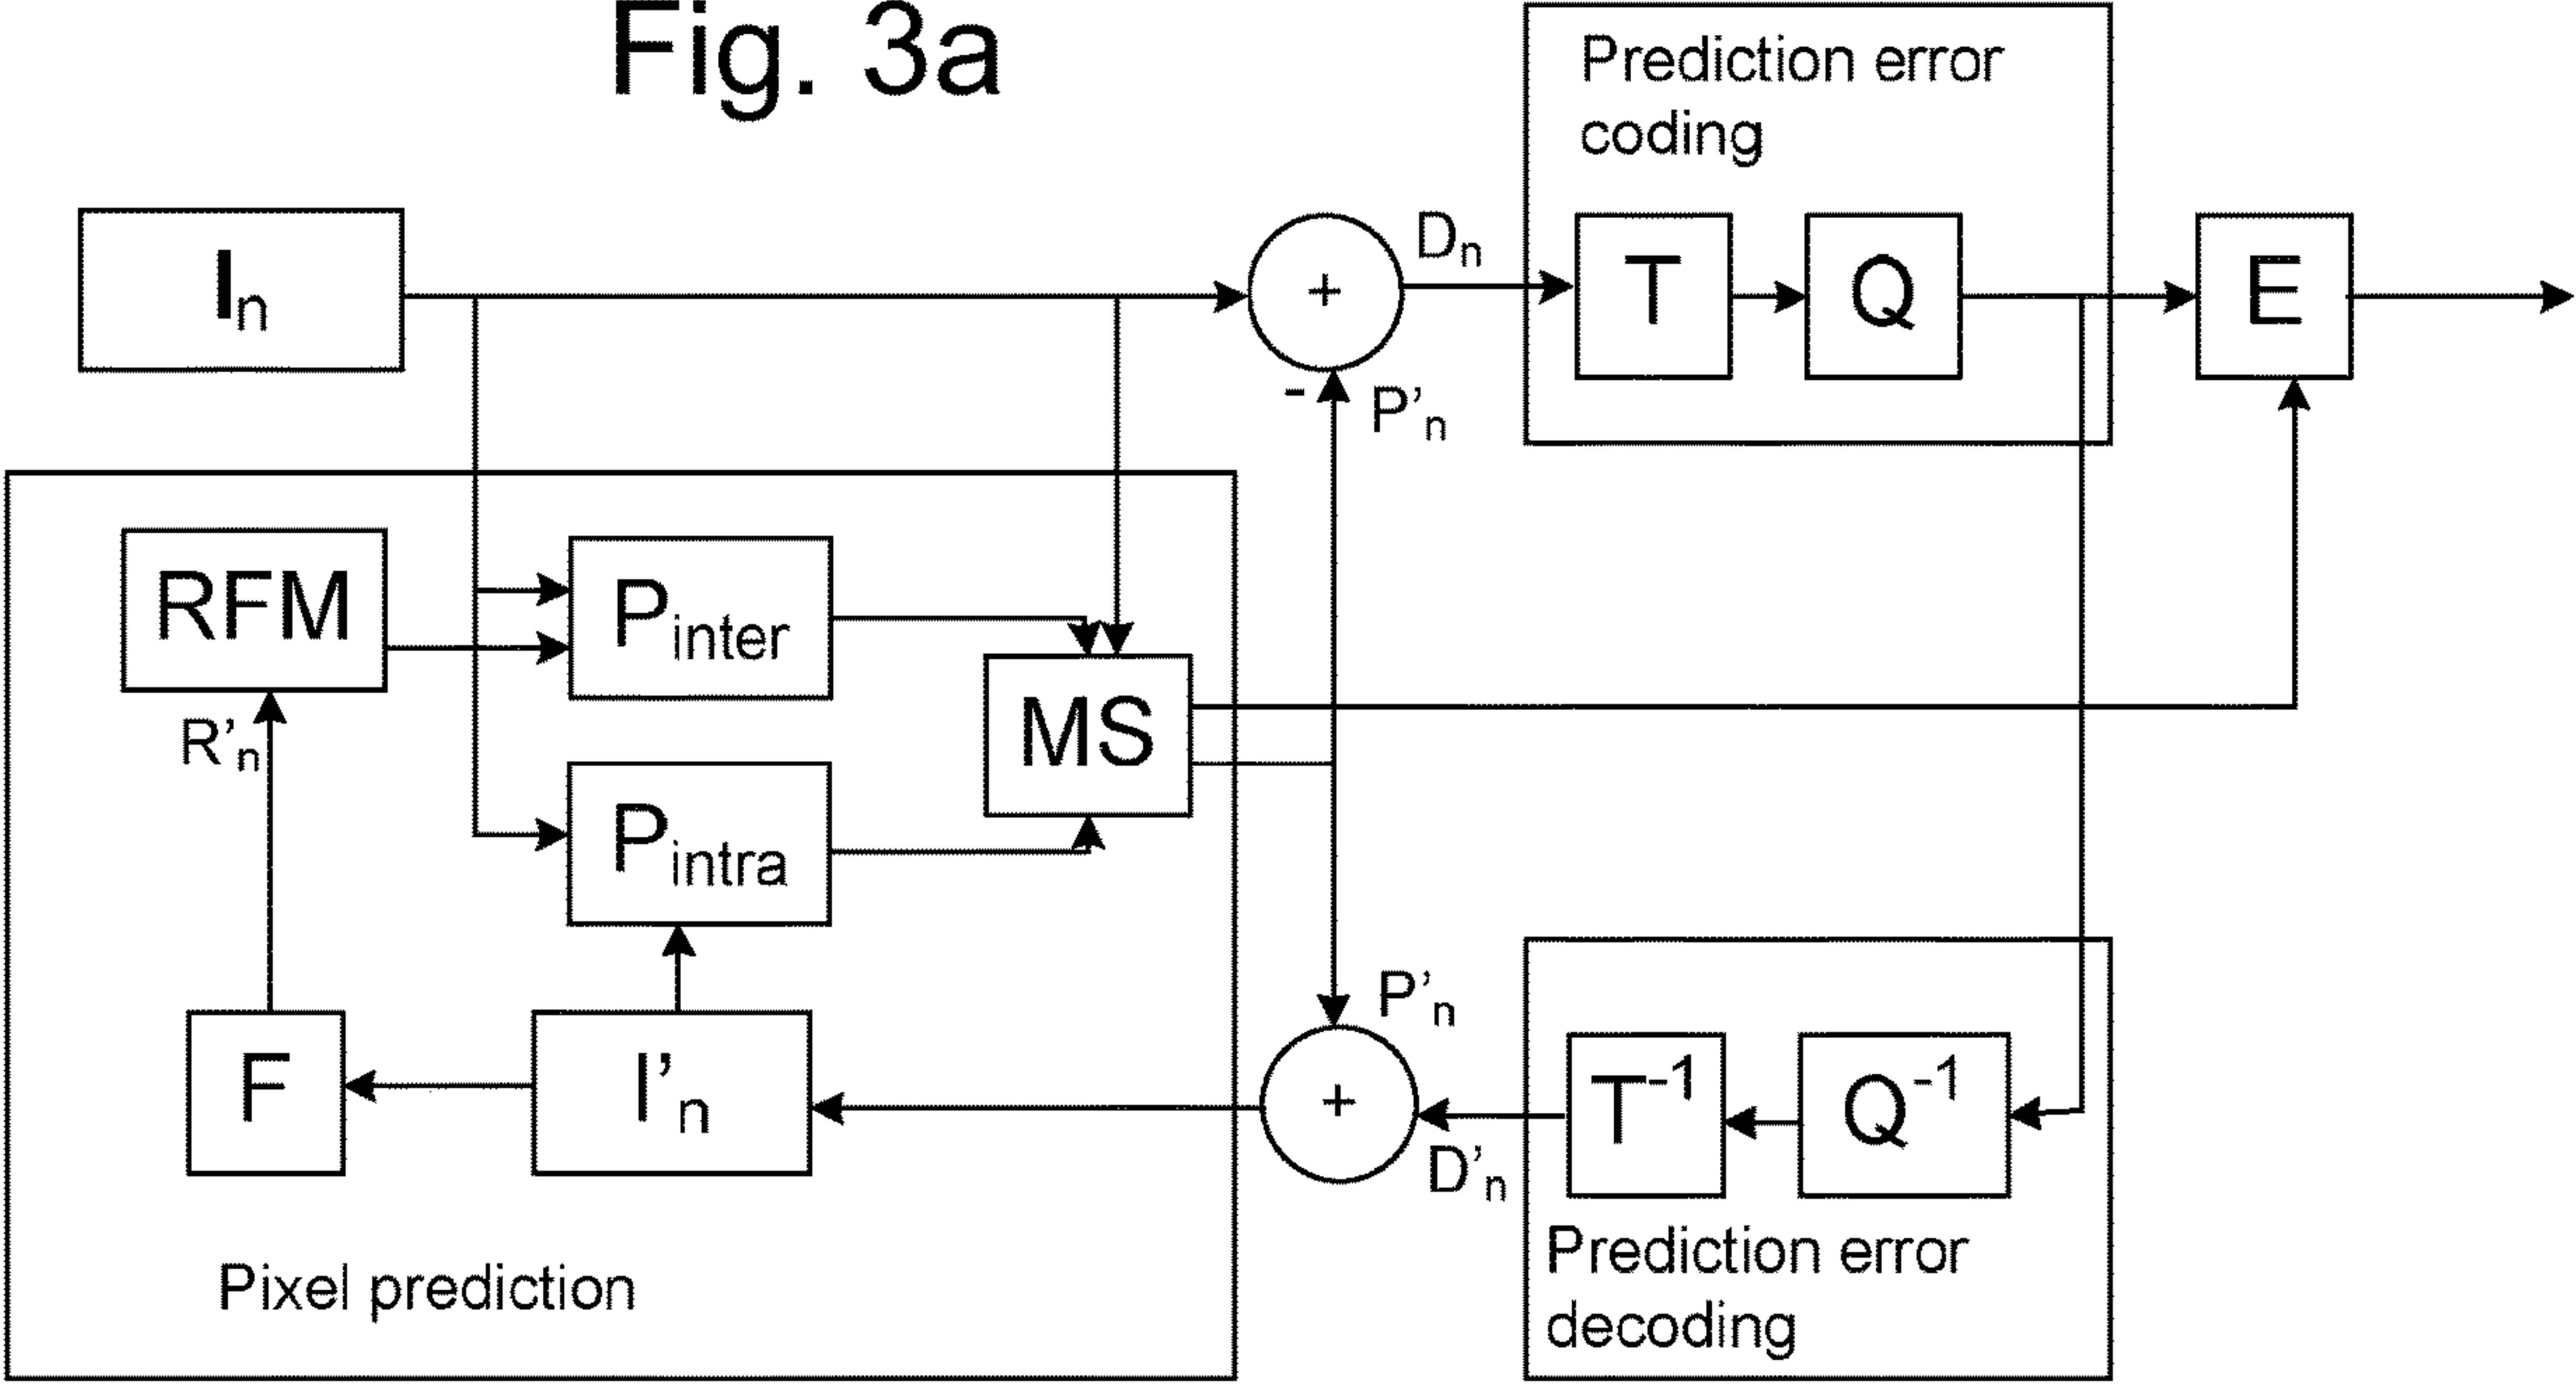 Fig. 3a
Prediction error
coding
In
+
Dn
T
Q
E
-
P’n
RFM
Pinter
MS
R’n
Pintra
P’n
F
I’n
+
T-1
Q-1
D’n
Prediction error
decoding
Pixel prediction